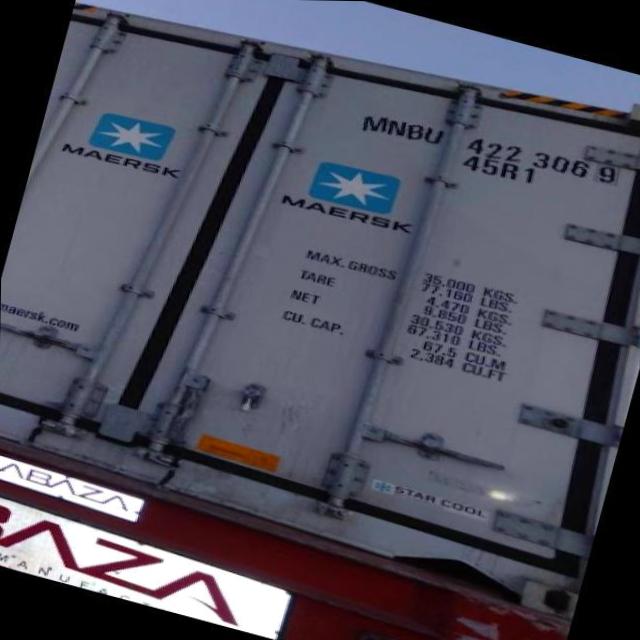 MAERSK
maersk.com
MNBU 422 306 9
45R1
MAERSK
MAX. GROSS 35.000 KGS.
77.160 LBS.
TARE 4.470 KGS.
9.870 LBS.
NET 30.530 KGS.
67.310 LBS.
CU. CAP. 67.5 CU.M
2.384 CU.FT
STAR COOL
ABAZA
BAZA
MANUFAC